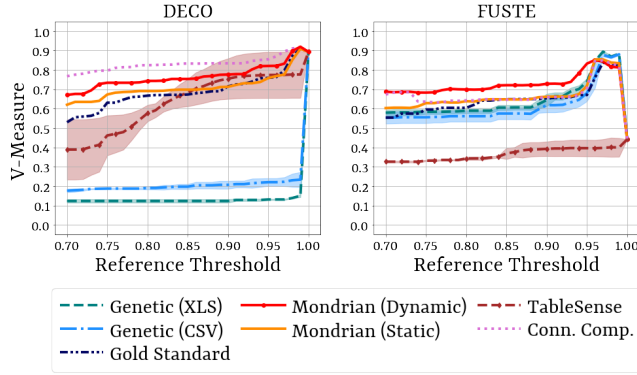 DECO
FUSTE
V-Measure
1.0
0.9
0.8
0.7
0.6
0.5
0.4
0.3
0.2
0.1
0.0
0.70 0.75 0.80 0.85 0.90 0.95 1.00
Reference Threshold
1.0
0.9
0.8
0.7
0.6
0.5
0.4
0.3
0.2
0.1
0.0
0.70 0.75 0.80 0.85 0.90 0.95 1.00
Reference Threshold
Genetic (XLS) Mondrian (Dynamic) TableSense
Genetic (CSV) Mondrian (Static) Conn. Comp.
Gold Standard